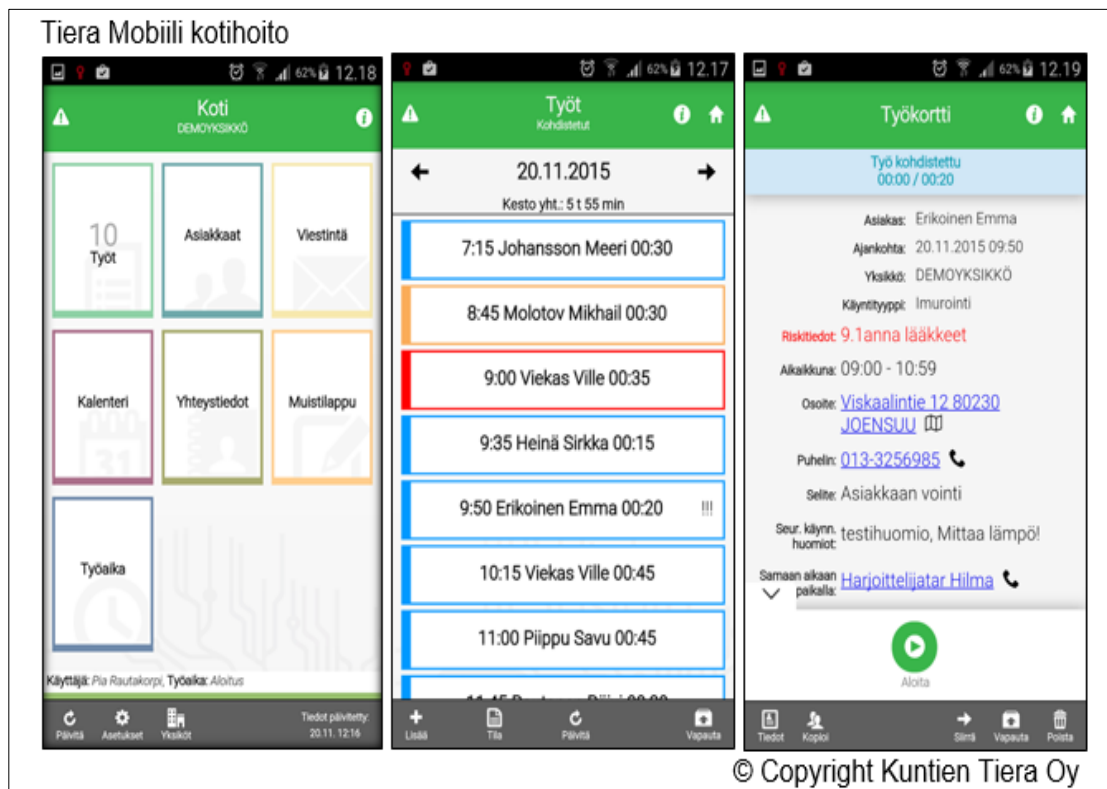 Tiera Mobiili kotihoito
62% 12.18
Koti
DEMOYKSIKKÖ
10
Työt
Asiakkaat
Viestintä
Kalenteri
Yhteystiedot
Muistilappu
31
Työaika
Käyttäjä: Pia Rautakorpi, Työaika: Aloitus
Päivitä Asetukset Yksiköt
Tiedot päivitetty:
20.11. 12:16
62% 12.17
Työt
Kohdistetut
20.11.2015
Kesto yht.: 5 t 55 min
7:15 Johansson Meeri 00:30
8:45 Molotov Mikhail 00:30
9:00 Viekas Ville 00:35
9:35 Heinä Sirkka 00:15
9:50 Erikoinen Emma 00:20 !!!
10:15 Viekas Ville 00:45
11:00 Piippu Savu 00:45
Lisää Tila Päivitä Vapauta
62% 12.19
Työkortti
Työ kohdistettu
00:00 / 00:20
Asiakas: Erikoinen Emma
Ajankohta: 20.11.2015 09:50
Yksikkö: DEMOYKSIKKÖ
Käyntityyppi: Imurointi
Riskitiedot: 9.1anna lääkkeet
Aikaikkuna: 09:00 - 10:59
Osoite: Viskaalintie 12 80230
JOENSUU
Puhelin: 013-3256985
Selite: Asiakkaan vointi
Seur. käynn.
huomiot: testihuomio, Mittaa lämpö!
Samaan aikaan
paikalla: Harjoittelijatar Hilma
Aloita
Tiedot Kopioi Siirrä Vapauta Poista
© Copyright Kuntien Tiera Oy